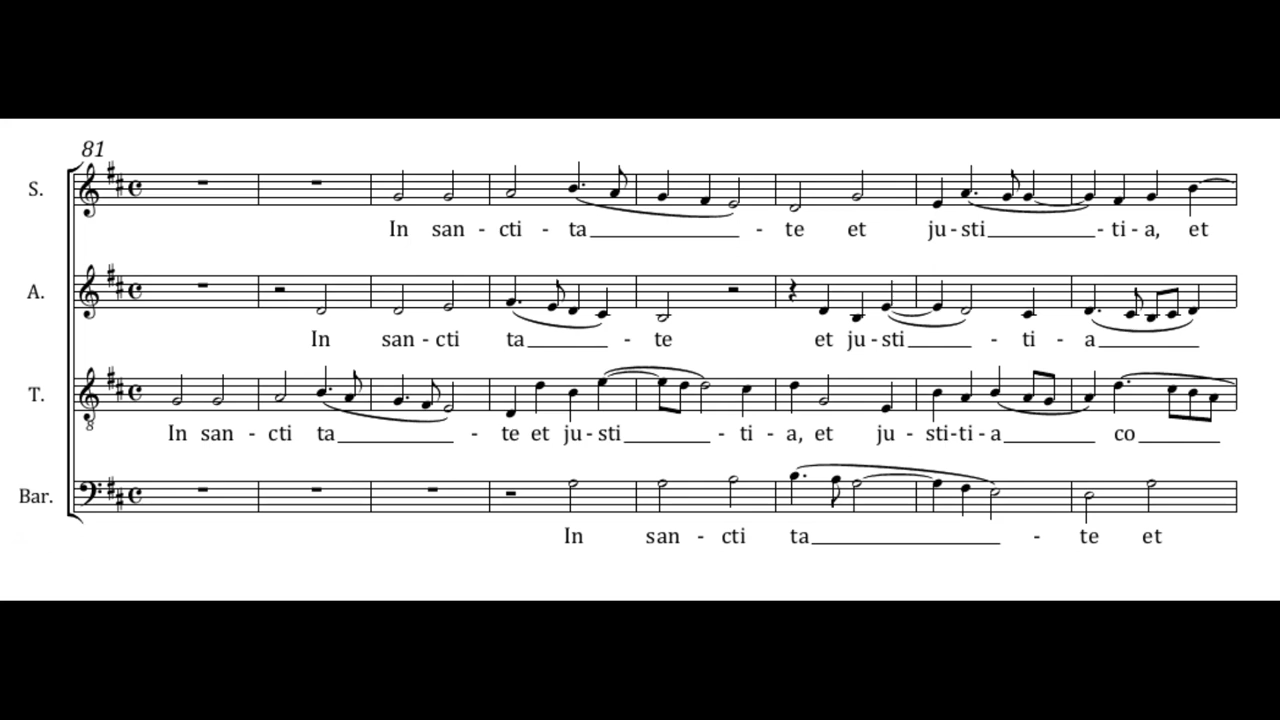 81
S.
In san - cti - ta - te et ju - sti - ti - a, et
A.
In san - cti ta - te et ju - sti - ti - a
T.
8
In san - cti ta - te et ju - sti - ti - a, et ju - sti - ti - a co
Bar.
In san - cti ta - te et